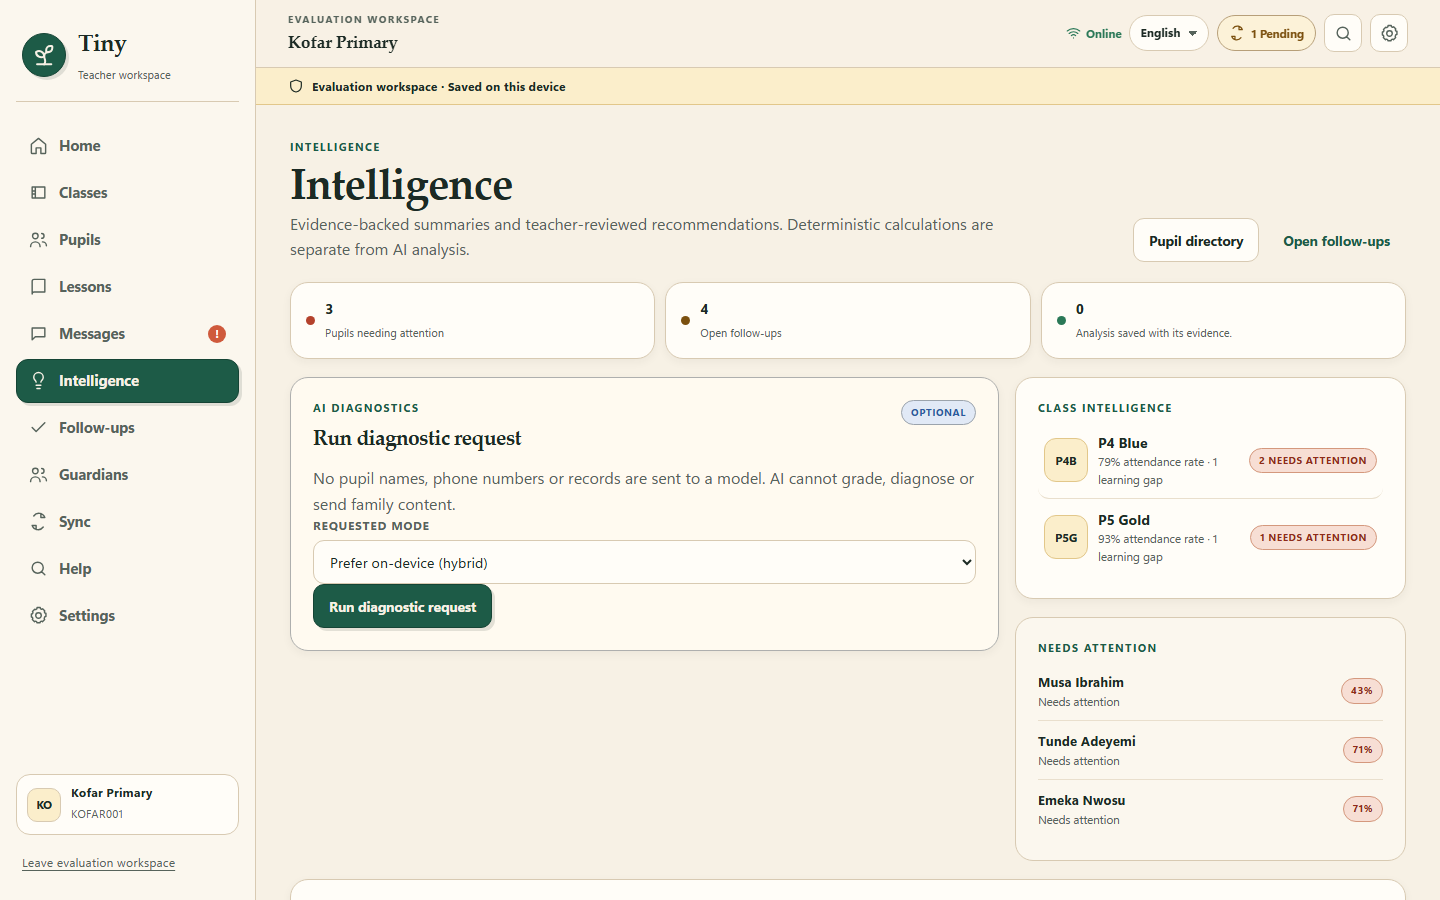 Tiny
Teacher workspace
Home
Classes
Pupils
Lessons
Messages
!
Intelligence
Follow-ups
Guardians
Sync
Help
Settings
KO
Kofar Primary
KOFAR001
Leave evaluation workspace
EVALUATION WORKSPACE
Kofar Primary
Online
English
1 Pending
Evaluation workspace · Saved on this device
INTELLIGENCE
Intelligence
Evidence-backed summaries and teacher-reviewed recommendations. Deterministic calculations are
separate from AI analysis.
Pupil directory
Open follow-ups
3
Pupils needing attention
4
Open follow-ups
0
Analysis saved with its evidence.
AI DIAGNOSTICS
OPTIONAL
Run diagnostic request
No pupil names, phone numbers or records are sent to a model. AI cannot grade, diagnose or
send family content.
REQUESTED MODE
Prefer on-device (hybrid)
Run diagnostic request
CLASS INTELLIGENCE
P4B
P4 Blue
79% attendance rate · 1
learning gap
2 NEEDS ATTENTION
P5G
P5 Gold
93% attendance rate · 1
learning gap
1 NEEDS ATTENTION
NEEDS ATTENTION
Musa Ibrahim
Needs attention
43%
Tunde Adeyemi
Needs attention
71%
Emeka Nwosu
Needs attention
71%